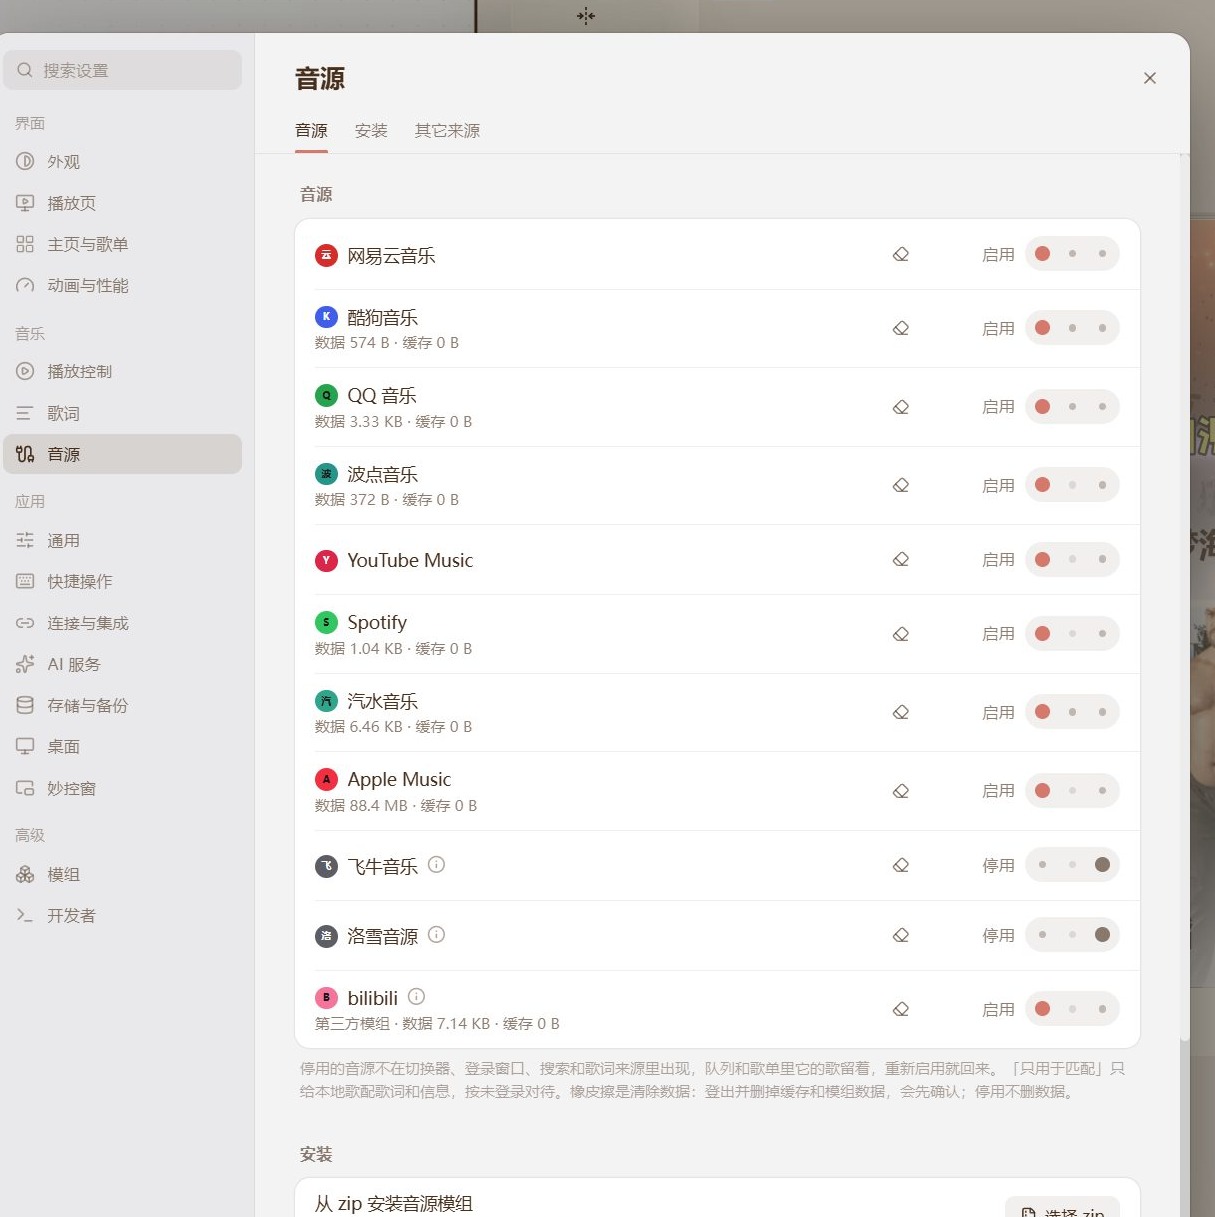 搜索设置
界面
外观
播放页
主页与歌单
动画与性能
音乐
播放控制
歌词
音源
应用
通用
快捷操作
连接与集成
AI 服务
存储与备份
桌面
妙控窗
高级
模组
开发者
音源
音源
安装
其它来源
音源
云 网易云音乐 启用
K 酷狗音乐 启用
数据 574 B · 缓存 0 B
Q QQ 音乐 启用
数据 3.33 KB · 缓存 0 B
波 波点音乐 启用
数据 372 B · 缓存 0 B
Y YouTube Music 启用
S Spotify 启用
数据 1.04 KB · 缓存 0 B
汽 汽水音乐 启用
数据 6.46 KB · 缓存 0 B
A Apple Music 启用
数据 88.4 MB · 缓存 0 B
飞 飞牛音乐 停用
洛 洛雪音源 停用
B bilibili 启用
第三方模组 · 数据 7.14 KB · 缓存 0 B
停用的音源不在切换器、登录窗口、搜索和歌词来源里出现，队列和歌单里它的歌留着，重新启用就回来。「只用于匹配」只
给本地歌配歌词和信息，按未登录对待。橡皮擦是清除数据：登出并删掉缓存和模组数据，会先确认；停用不删数据。
安装
从 zip 安装音源模组
选择 zip